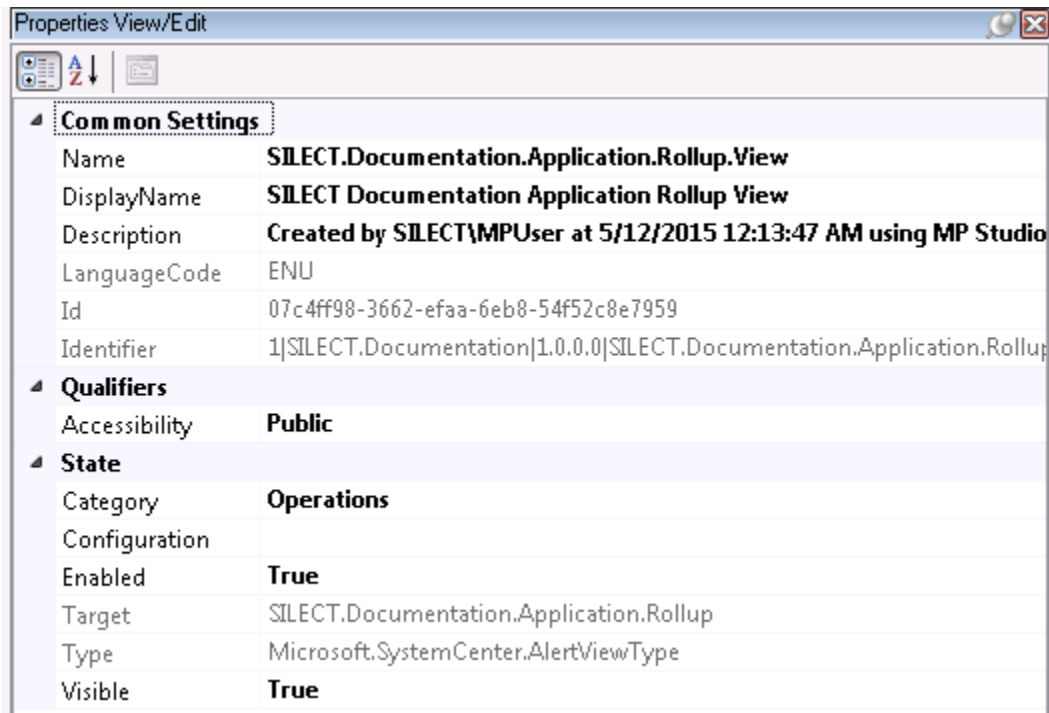 Properties View/Edit
Common Settings
Name SILECT.Documentation.Application.Rollup.View
DisplayName SILECT Documentation Application Rollup View
Description Created by SILECT\MPUser at 5/12/2015 12:13:47 AM using MP Studio
LanguageCode ENU
Id 07c4ff98-3662-efaa-6eb8-54f52c8e7959
Identifier 1|SILECT.Documentation|1.0.0.0|SILECT.Documentation.Application.Rollup
Qualifiers
Accessibility Public
State
Category Operations
Configuration
Enabled True
Target SILECT.Documentation.Application.Rollup
Type Microsoft.SystemCenter.AlertViewType
Visible True